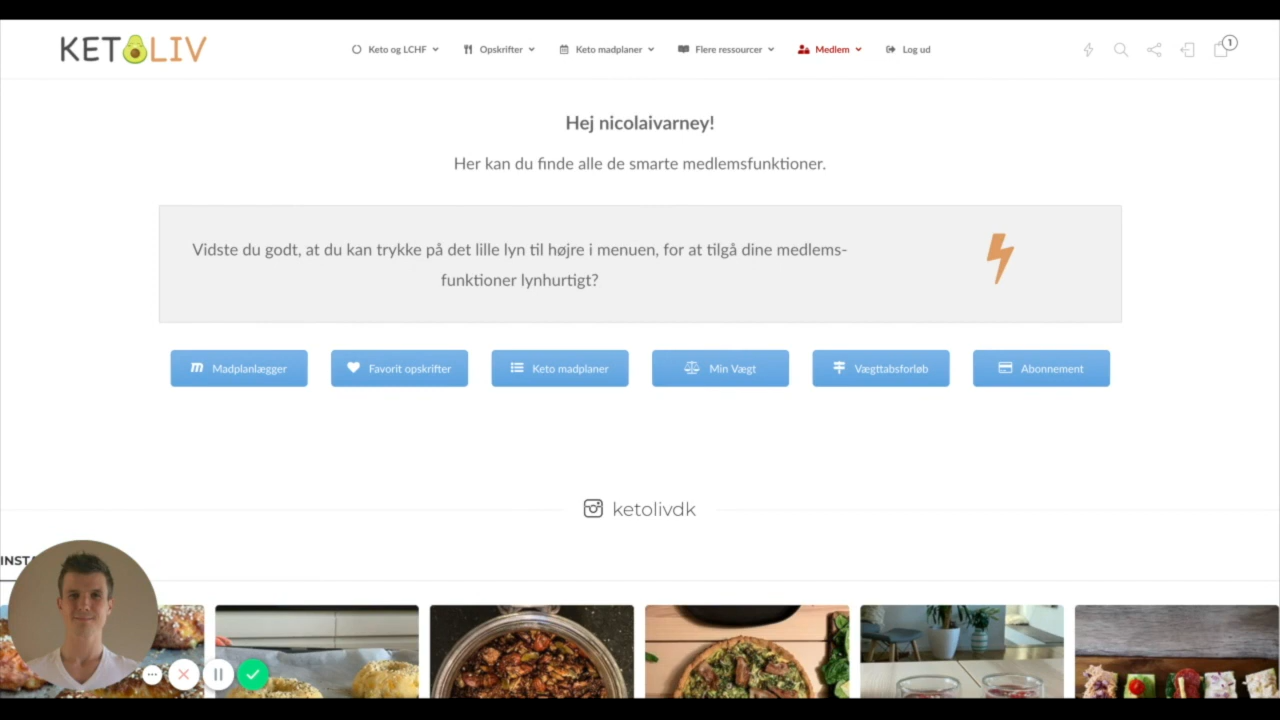 KETOLIV
Keto og LCHF
Opskrifter
Keto madplaner
Flere ressourcer
Medlem
Log ud
1
Hej nicolaivarney!
Her kan du finde alle de smarte medlemsfunktioner.
Vidste du godt, at du kan trykke på det lille lyn til højre i menuen, for at tilgå dine medlems-
funktioner lynhurtigt?
m Madplanlægger
Favorit opskrifter
Keto madplaner
Min Vægt
Vægttabsforløb
Abonnement
ketolivdk